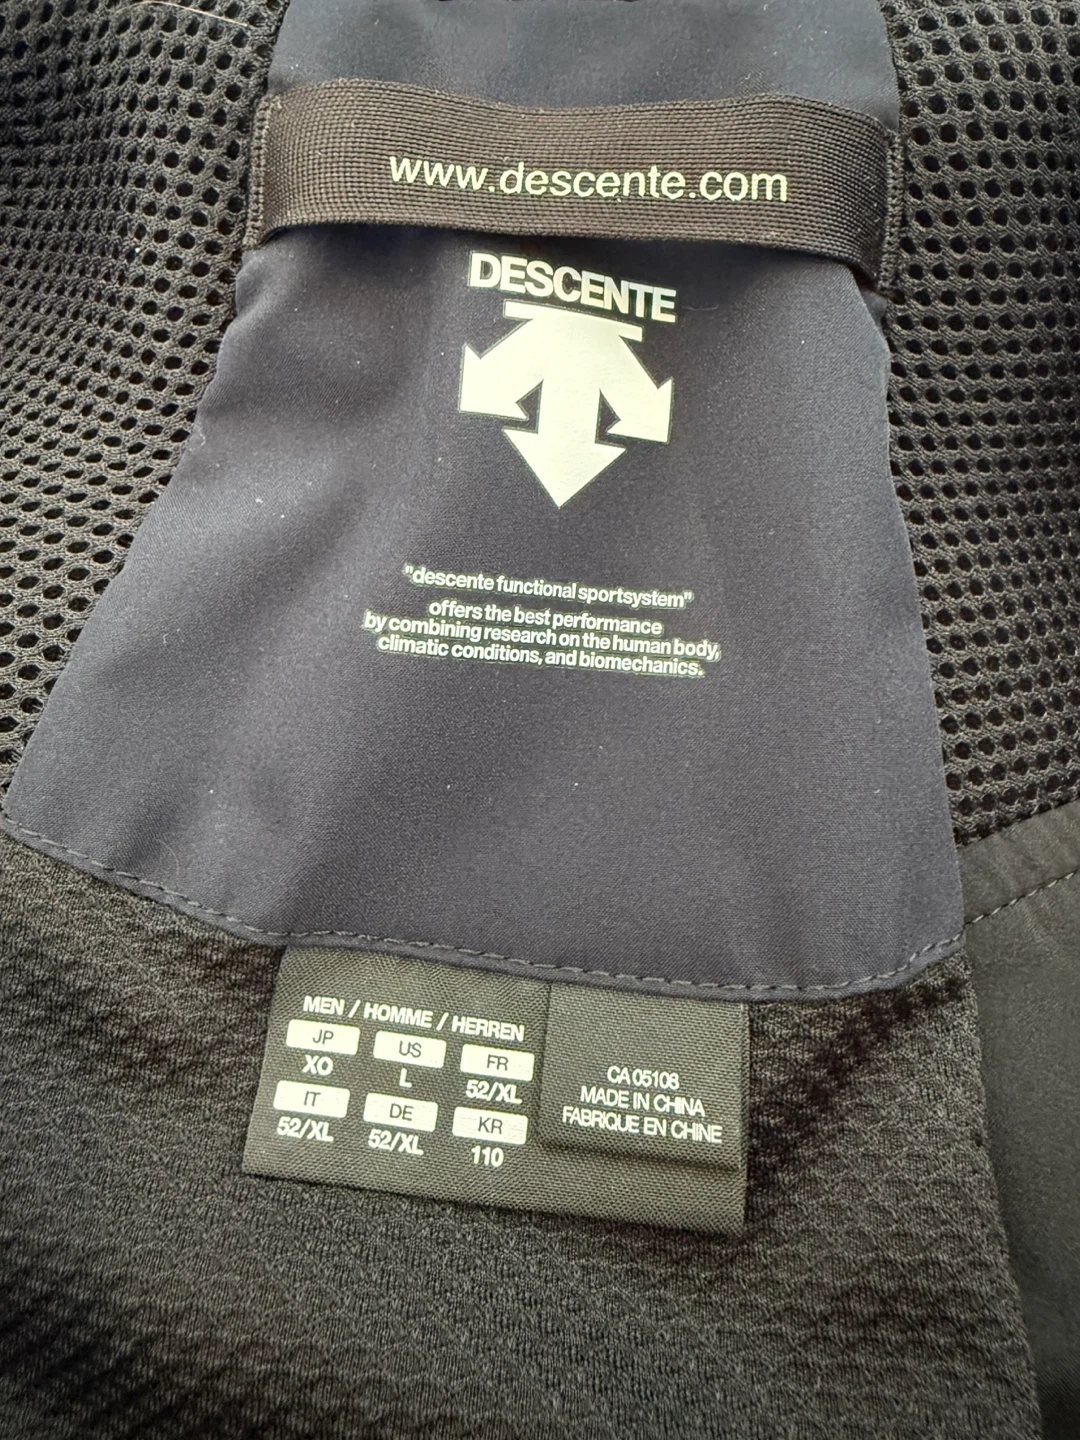 www.descente.com
DESCENTE
"descente functional sportsystem"
offers the best performance
by combining research on the human body,
climatic conditions, and biomechanics.
MEN / HOMME / HERREN
JP US FR
XO L 52/XL
IT DE KR
52/XL 52/XL 110
CA 05108
MADE IN CHINA
FABRIQUE EN CHINE